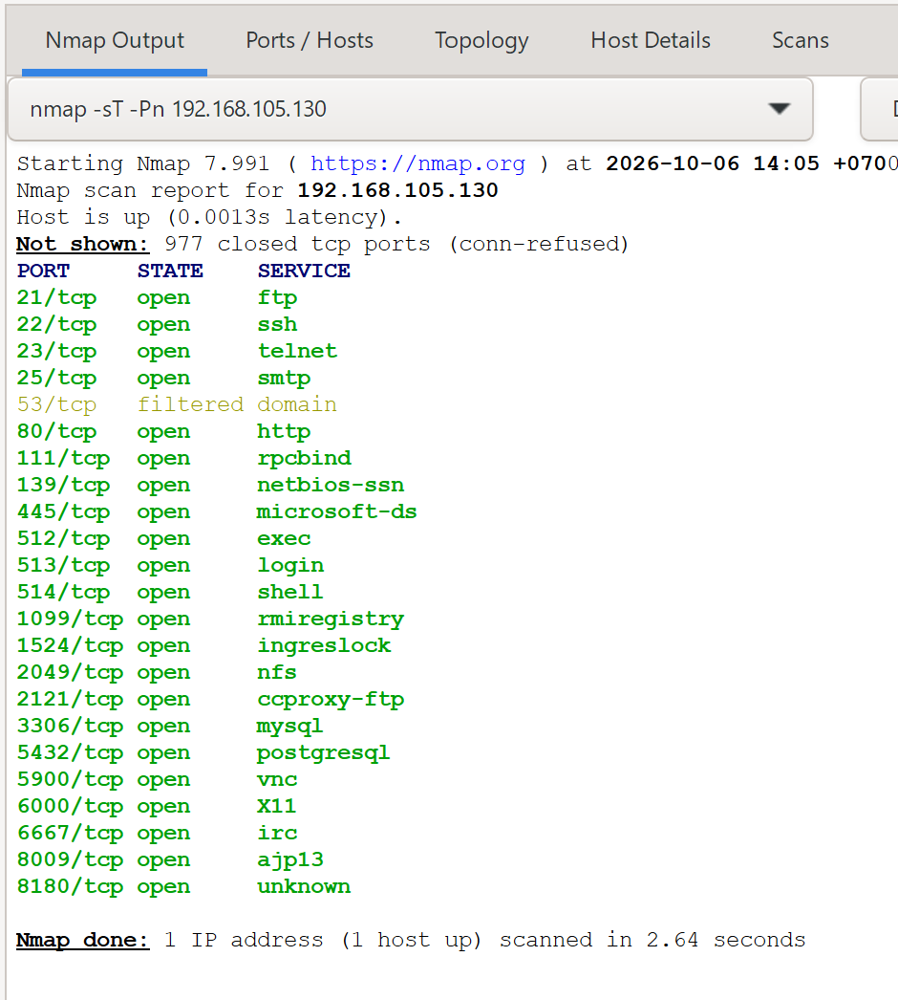 Nmap Output Ports / Hosts Topology Host Details Scans
nmap -sT -Pn 192.168.105.130
Starting Nmap 7.991 ( https://nmap.org ) at 2026-10-06 14:05 +0700
Nmap scan report for 192.168.105.130
Host is up (0.0013s latency).
Not shown: 977 closed tcp ports (conn-refused)
PORT STATE SERVICE
21/tcp open ftp
22/tcp open ssh
23/tcp open telnet
25/tcp open smtp
53/tcp filtered domain
80/tcp open http
111/tcp open rpcbind
139/tcp open netbios-ssn
445/tcp open microsoft-ds
512/tcp open exec
513/tcp open login
514/tcp open shell
1099/tcp open rmiregistry
1524/tcp open ingreslock
2049/tcp open nfs
2121/tcp open ccproxy-ftp
3306/tcp open mysql
5432/tcp open postgresql
5900/tcp open vnc
6000/tcp open X11
6667/tcp open irc
8009/tcp open ajp13
8180/tcp open unknown
Nmap done: 1 IP address (1 host up) scanned in 2.64 seconds